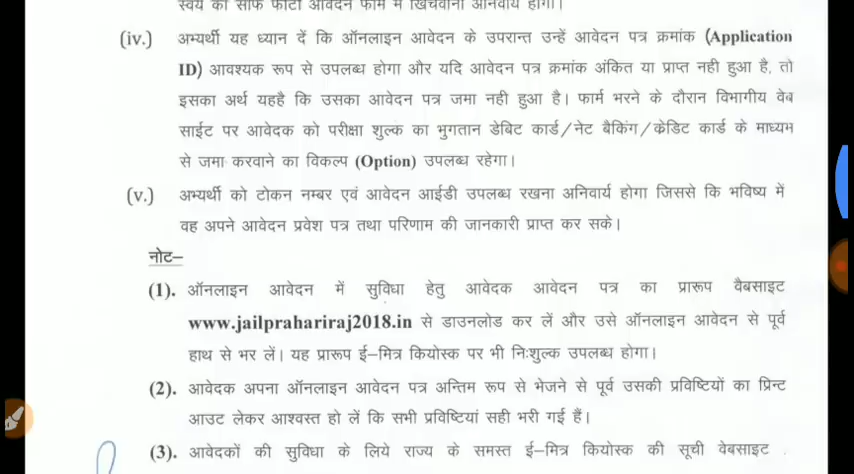 स्वयं की साफ फोटो आवेदन फॉर्म में खिंचवाना अनिवार्य होगा।
(iv.) अभ्यर्थी यह ध्यान दें कि ऑनलाइन आवेदन के उपरान्त उन्हें आवेदन पत्र क्रमांक (Application
ID) आवश्यक रूप से उपलब्ध होगा और यदि आवेदन पत्र क्रमांक अंकित या प्राप्त नही हुआ है, तो
इसका अर्थ यहहै कि उसका आवेदन पत्र जमा नही हुआ है। फार्म भरने के दौरान विभागीय वेब
साईट पर आवेदक को परीक्षा शुल्क का भुगतान डेबिट कार्ड/नेट बैकिंग/क्रेडिट कार्ड के माध्यम
से जमा करवाने का विकल्प (Option) उपलब्ध रहेगा।
(v.) अभ्यर्थी को टोकन नम्बर एवं आवेदन आईडी उपलब्ध रखना अनिवार्य होगा जिससे कि भविष्य में
वह अपने आवेदन प्रवेश पत्र तथा परिणाम की जानकारी प्राप्त कर सके।
नोट–
(1). ऑनलाइन आवेदन में सुविधा हेतु आवेदक आवेदन पत्र का प्रारूप वैबसाइट
www.jailprahariraj2018.in से डाउनलोड कर लें और उसे ऑनलाइन आवेदन से पूर्व
हाथ से भर लें। यह प्रारूप ई–मित्र कियोस्क पर भी निःशुल्क उपलब्ध होगा।
(2). आवेदक अपना ऑनलाइन आवेदन पत्र अन्तिम रूप से भेजने से पूर्व उसकी प्रविष्टियों का प्रिन्ट
आउट लेकर आश्वस्त हो लें कि सभी प्रविष्टियां सही भरी गई हैं।
(3). आवेदकों की सुविधा के लिये राज्य के समस्त ई–मित्र कियोस्क की सूची वेबसाइट